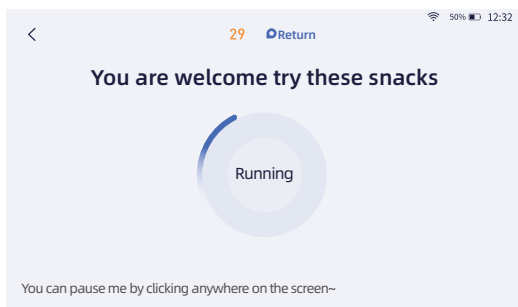 50% 12:32
29 Return
You are welcome try these snacks
Running
You can pause me by clicking anywhere on the screen~